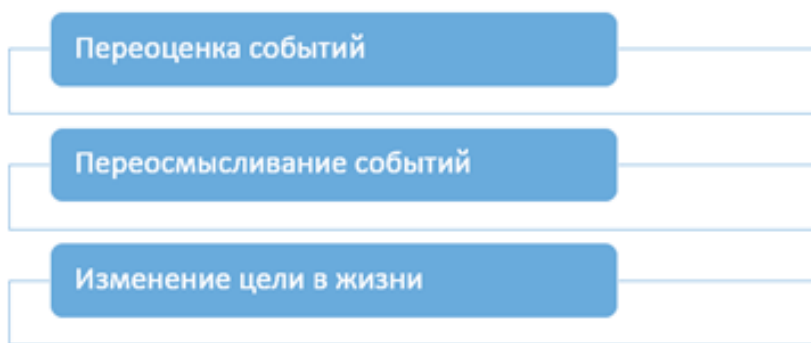 Переоценка событий
Переосмысливание событий
Изменение цели в жизни